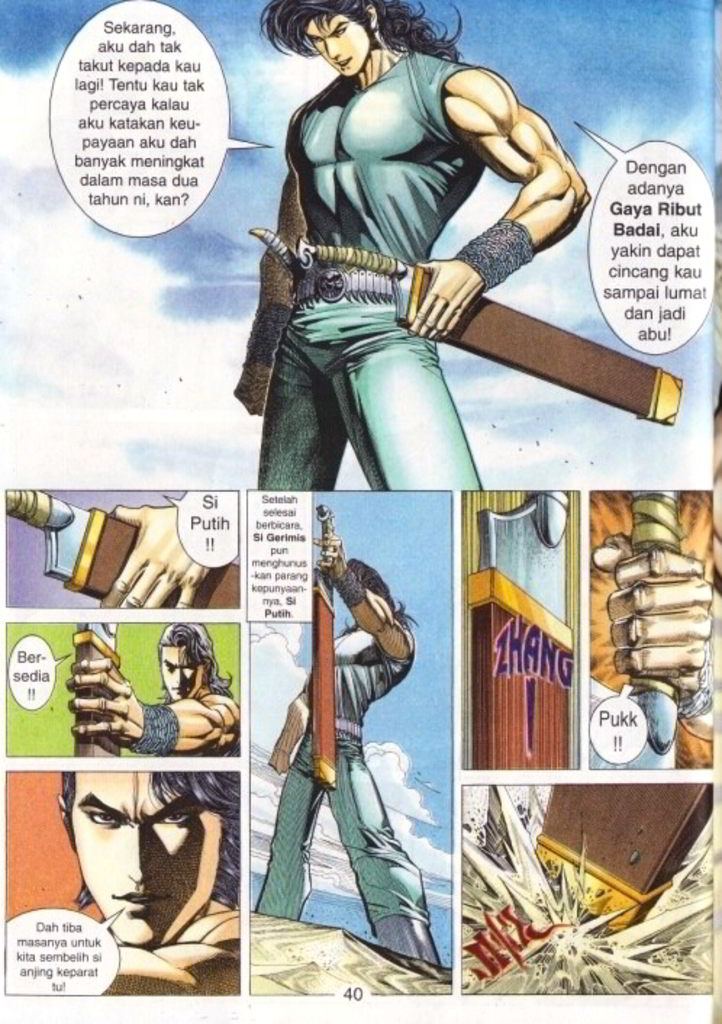 Sekarang,
aku dah tak
takut kepada kau
lagi! Tentu kau tak
percaya kalau
aku katakan keu-
payaan aku dah
banyak meningkat
dalam masa dua
tahun ni, kan?
Dengan
adanya
Gaya Ribut
Badai, aku
yakin dapat
cincang kau
sampai lumat
dan jadi
abu!
Si
Putih
!!
Ber-
sedia
!!
Dah tiba
masanya untuk
kita sembelih si
anjing keparat
tu!
Setelah
selesai
berbicara,
Si Gerimis
pun
menghunus
-kan parang
kepunyaan-
nya, Si
Putih.
ZHANG
!
Pukk
!!
40